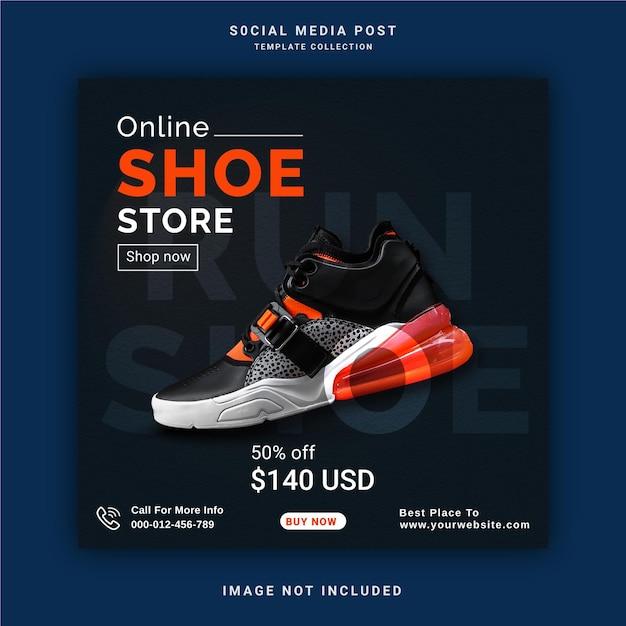 SOCIAL MEDIA POST
TEMPLATE COLLECTION
Online
SHOE
STORE
Shop now
RUN
SHOE
50% off
$140 USD
Call For More Info
000-012-456-789
BUY NOW
Best Place To
www.yourwebsite.com
IMAGE NOT INCLUDED